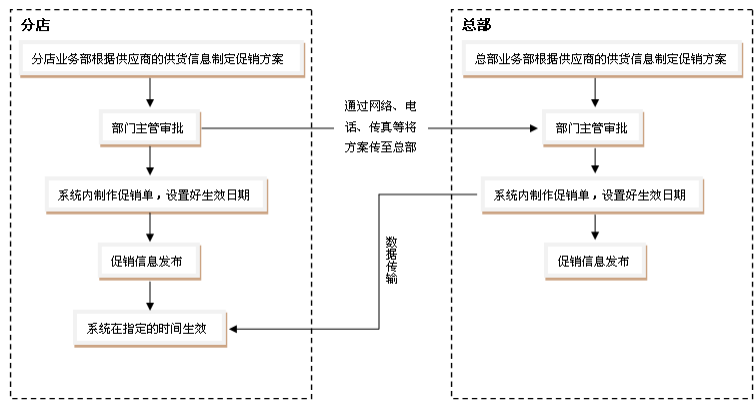 分店
分店业务部根据供应商的供货信息制定促销方案
部门主管审批
系统内制作促销单，设置好生效日期
促销信息发布
系统在指定的时间生效
通过网络、电
话、传真等将
方案传至总部
数据传输
总部
总部业务部根据供应商的供货信息制定促销方案
部门主管审批
系统内制作促销单，设置好生效日期
促销信息发布